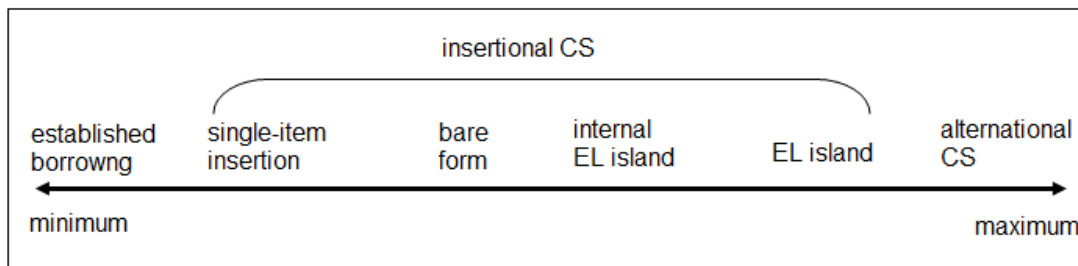 insertional CS
established
borrowng
single-item
insertion
bare
form
internal
EL island
EL island
alternational
CS
minimum
maximum